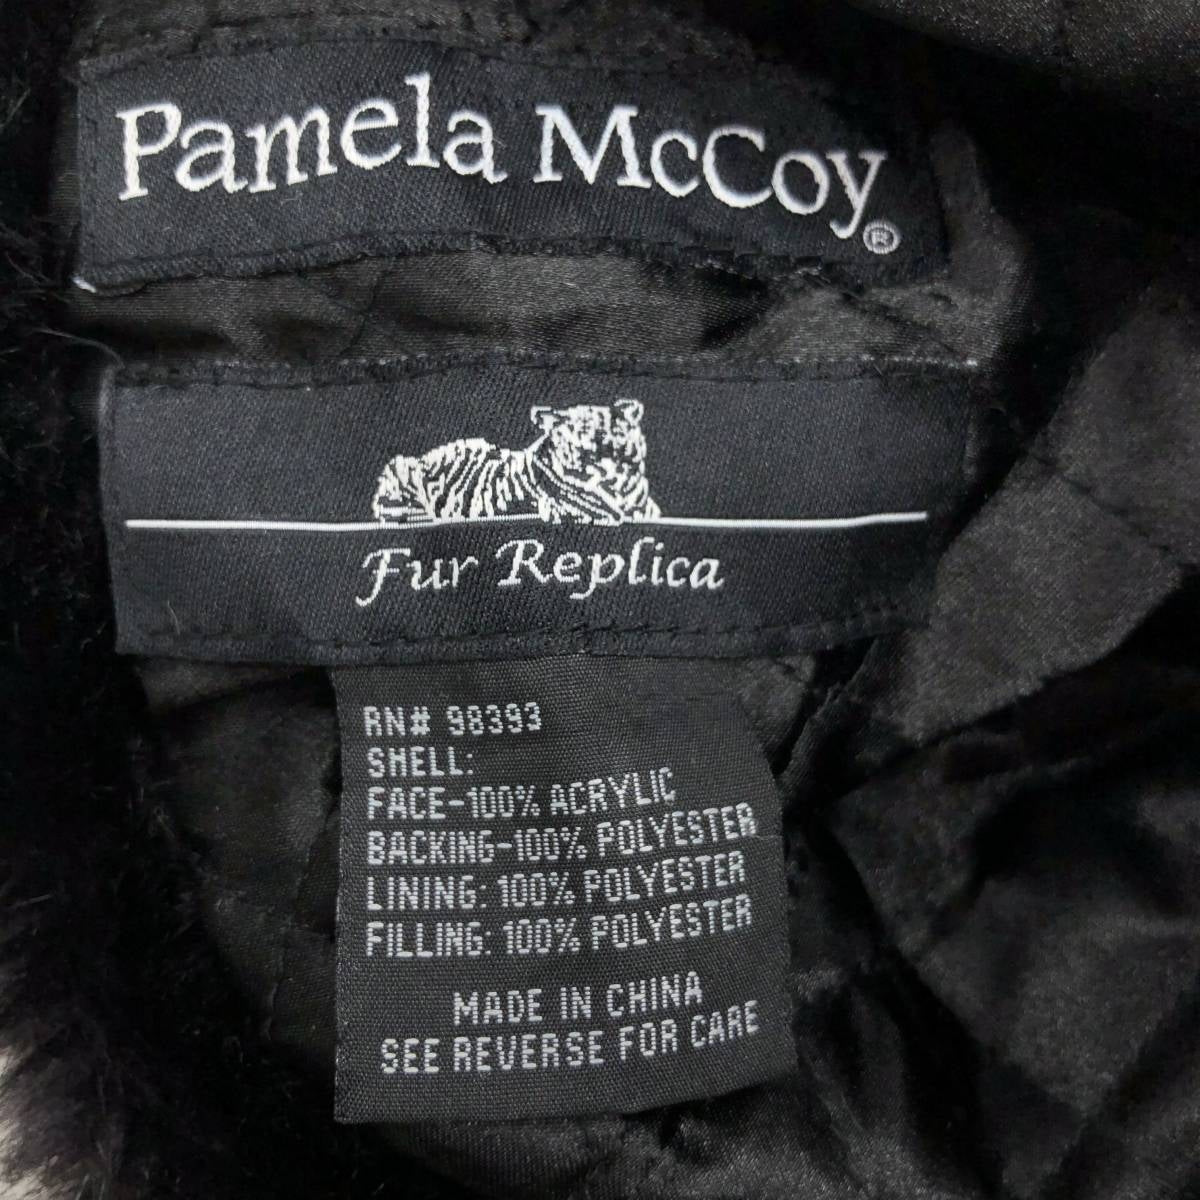 Pamela McCoy®
Fur Replica
RN# 98393
SHELL:
FACE-100% ACRYLIC
BACKING-100% POLYESTER
LINING: 100% POLYESTER
FILLING: 100% POLYESTER
MADE IN CHINA
SEE REVERSE FOR CARE